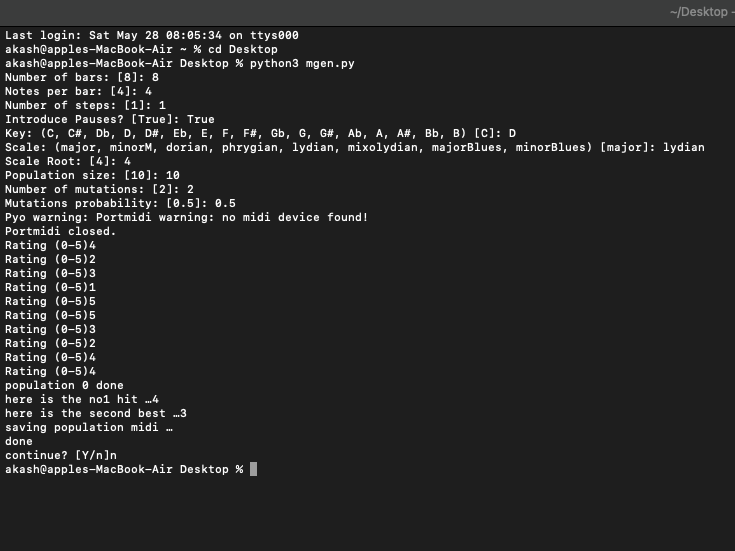 ~/Desktop -
Last login: Sat May 28 08:05:34 on ttys000
akash@apples-MacBook-Air ~ % cd Desktop
akash@apples-MacBook-Air Desktop % python3 mgen.py
Number of bars: [8]: 8
Notes per bar: [4]: 4
Number of steps: [1]: 1
Introduce Pauses? [True]: True
Key: (C, C#, Db, D, D#, Eb, E, F, F#, Gb, G, G#, Ab, A, A#, Bb, B) [C]: D
Scale: (major, minorM, dorian, phrygian, lydian, mixolydian, majorBlues, minorBlues) [major]: lydian
Scale Root: [4]: 4
Population size: [10]: 10
Number of mutations: [2]: 2
Mutations probability: [0.5]: 0.5
Pyo warning: Portmidi warning: no midi device found!
Portmidi closed.
Rating (0-5)4
Rating (0-5)2
Rating (0-5)3
Rating (0-5)1
Rating (0-5)5
Rating (0-5)5
Rating (0-5)3
Rating (0-5)2
Rating (0-5)4
Rating (0-5)4
population 0 done
here is the no1 hit …4
here is the second best …3
saving population midi …
done
continue? [Y/n]n
akash@apples-MacBook-Air Desktop %